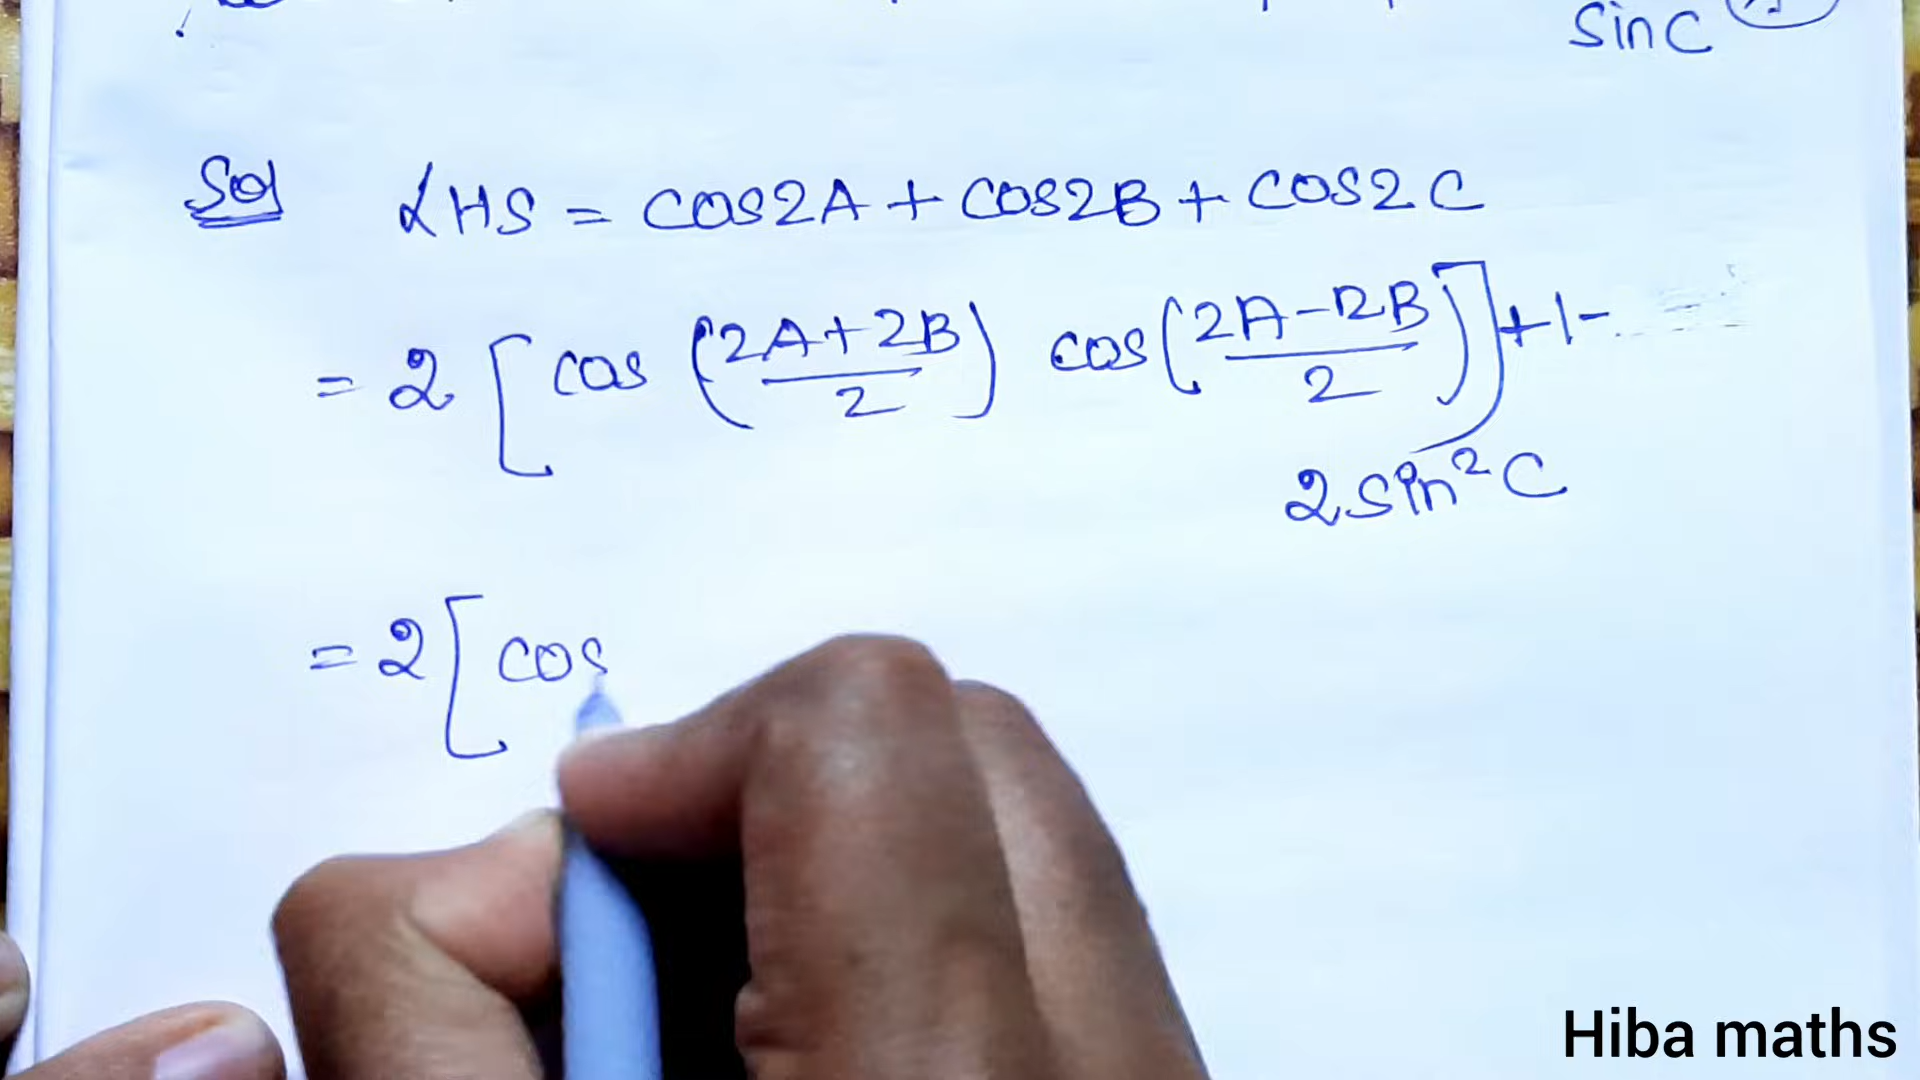 sinc
Sol LHS = cos2A + cos2B + cos2C
= 2 [cos (2A+2B/2) cos(2A-2B/2)] +1-
2sin²C
= 2[cos
Hiba maths